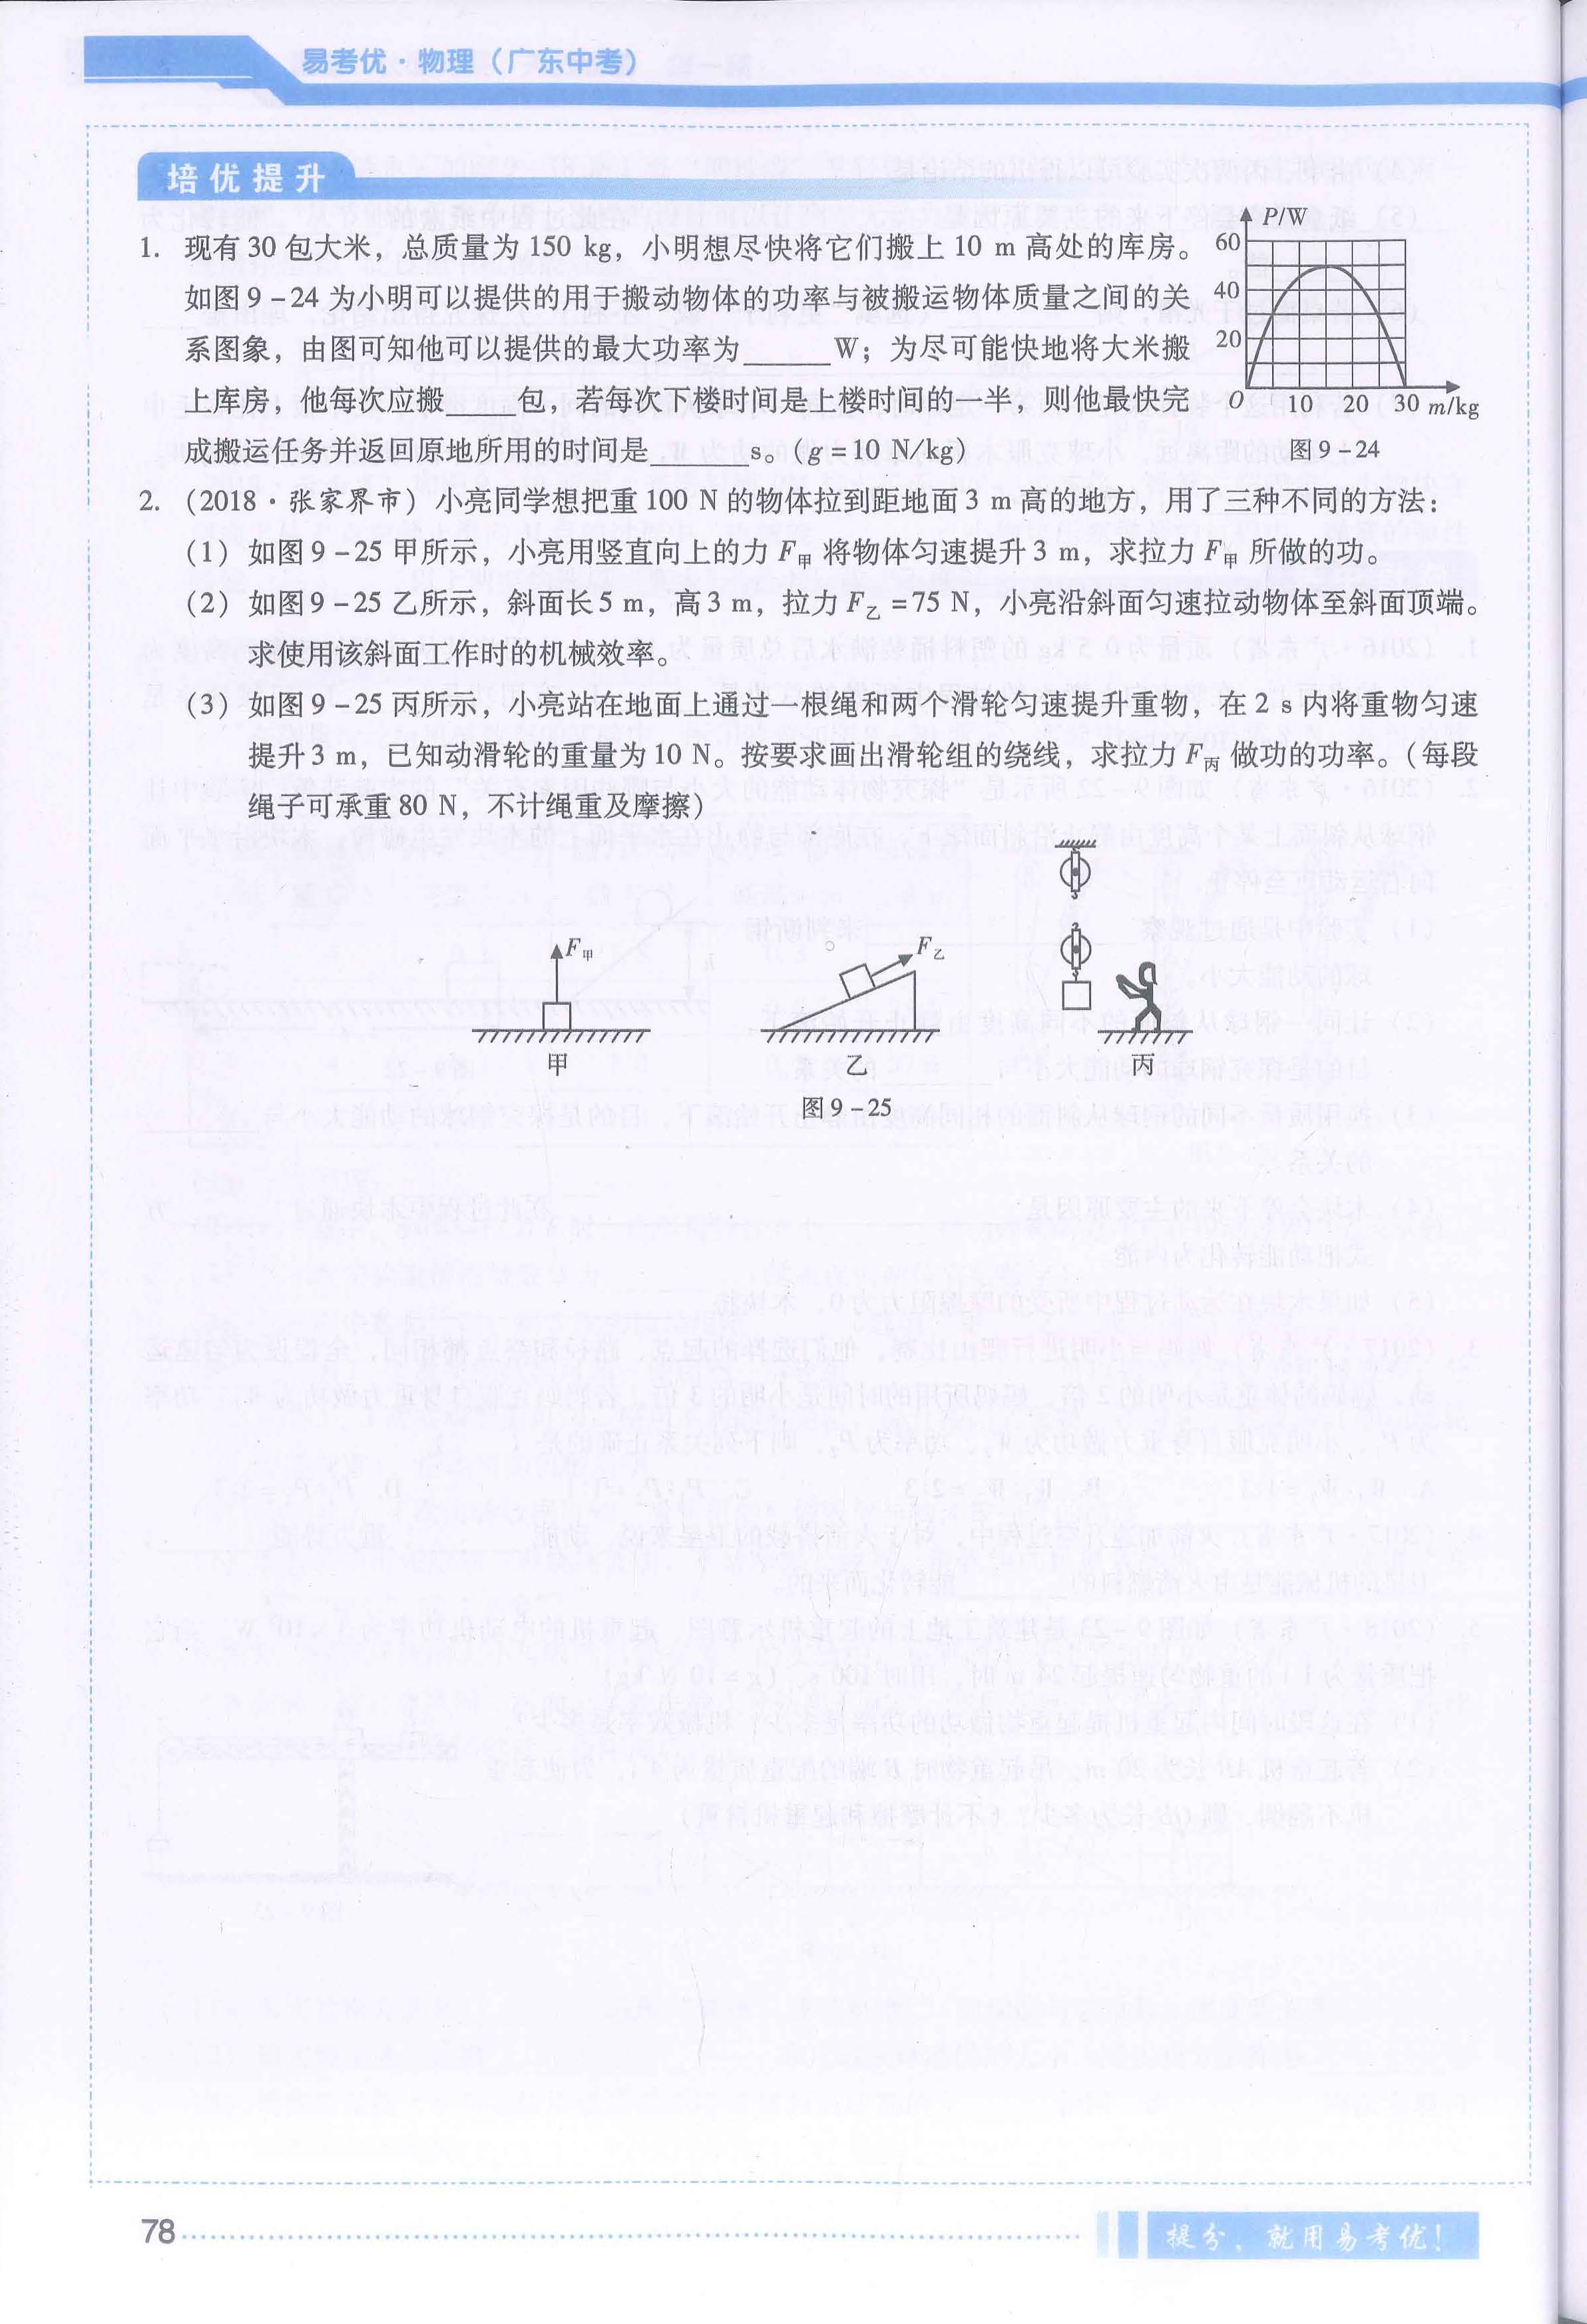 易考优·物理（广东中考）
培优提升
1. 现有 30 包大米，总质量为 150 kg，小明想尽快将它们搬上 10 m 高处的库房。
如图 9-24 为小明可以提供的用于搬动物体的功率与被搬运物体质量之间的关
系图象，由图可知他可以提供的最大功率为______W；为尽可能快地将大米搬
上库房，他每次应搬_____包，若每次下楼时间是上楼时间的一半，则他最快完
成搬运任务并返回原地所用的时间是_______s。(g = 10 N/kg)
P/W
60
40
20
O 10 20 30 m/kg
图 9-24
2. （2018·张家界市）小亮同学想把重 100 N 的物体拉到距地面 3 m 高的地方，用了三种不同的方法：
（1）如图 9-25 甲所示，小亮用竖直向上的力 F甲 将物体匀速提升 3 m，求拉力 F甲 所做的功。
（2）如图 9-25 乙所示，斜面长 5 m，高 3 m，拉力 F乙 = 75 N，小亮沿斜面匀速拉动物体至斜面顶端。
求使用该斜面工作时的机械效率。
（3）如图 9-25 丙所示，小亮站在地面上通过一根绳和两个滑轮匀速提升重物，在 2 s 内将重物匀速
提升 3 m，已知动滑轮的重量为 10 N。按要求画出滑轮组的绕线，求拉力 F丙 做功的功率。（每段
绳子可承重 80 N，不计绳重及摩擦）
F甲
F乙
甲
乙
丙
图 9-25
78
提分，就用易考优！